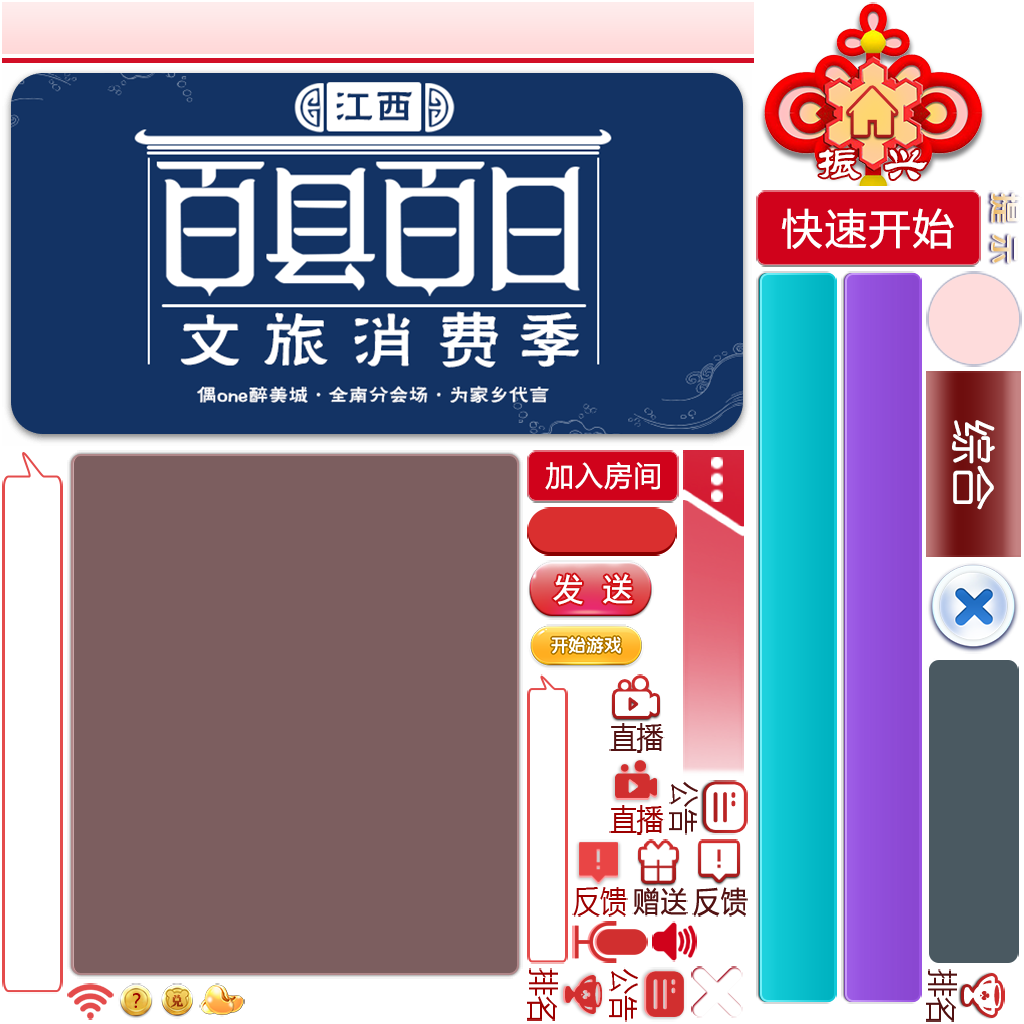 江西
百县百日
文旅消费季
偶one醉美城·全南分会场·为家乡代言
振兴
快速开始
提示
综合
加入房间
发送
开始游戏
直播
直播
公告
反馈
赠送
反馈
?
兑
排名
公告
排名